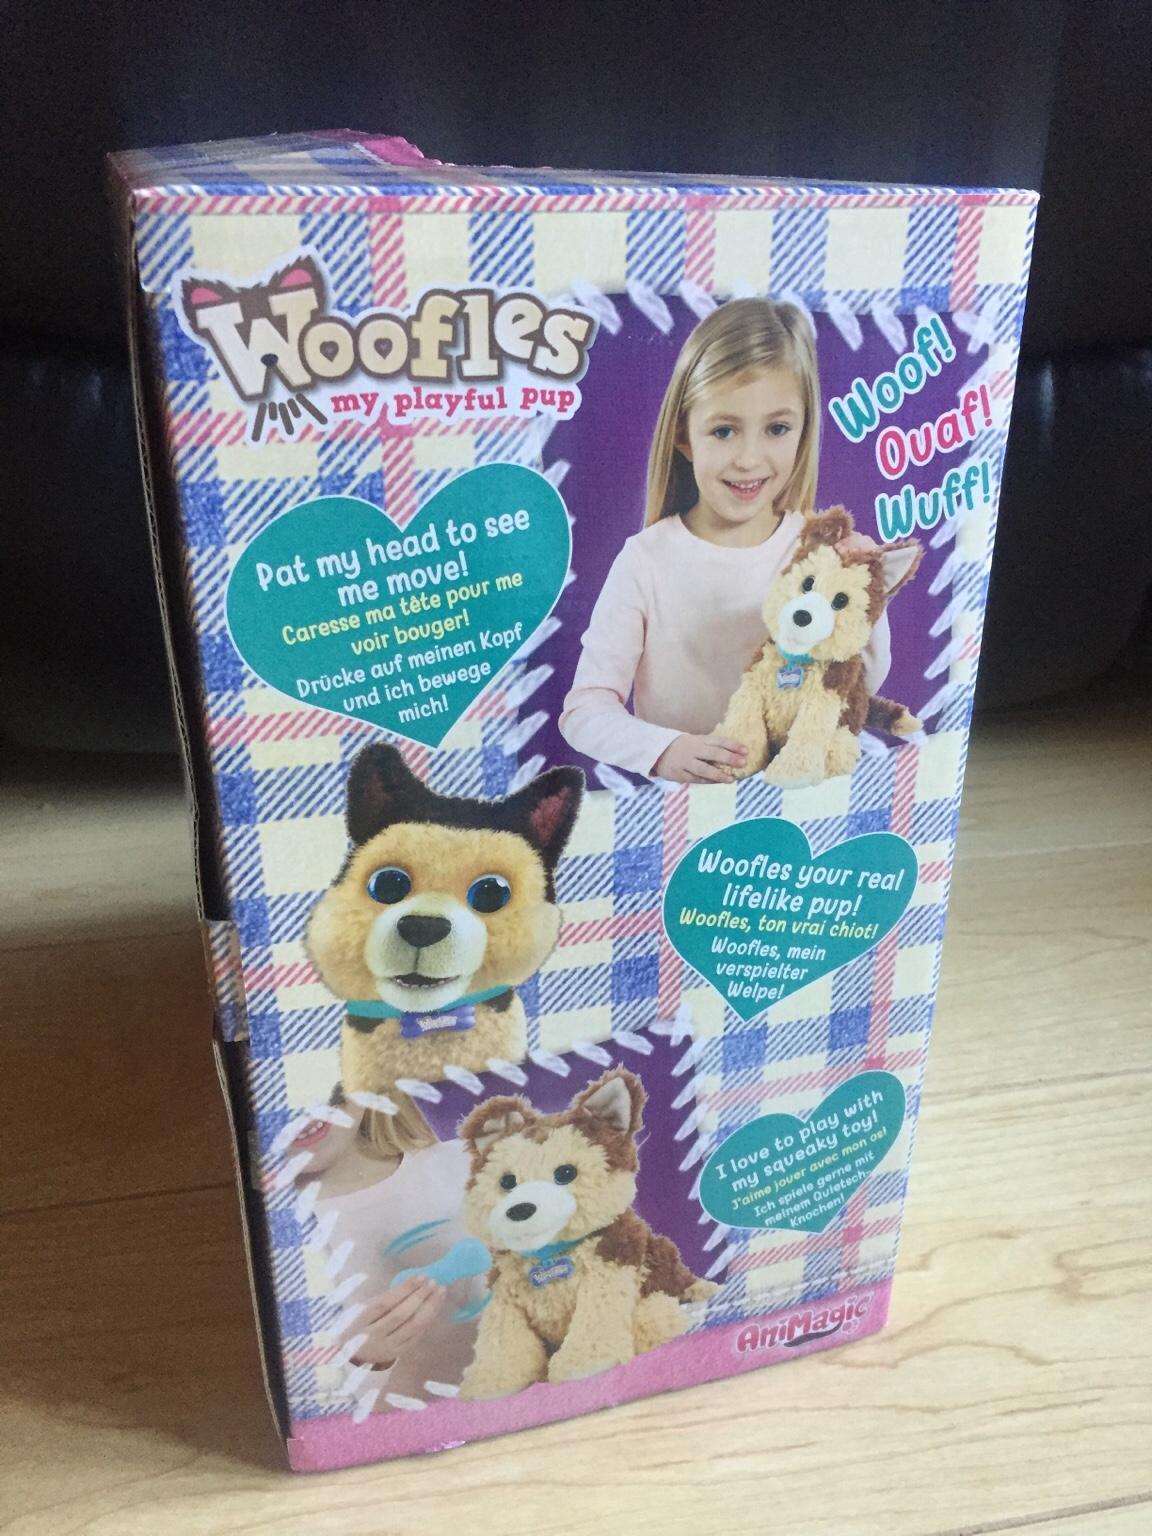 Woofles
my playful pup
Woof!
Ouaf!
Wuff!
Pat my head to see
me move!
Caresse ma tête pour me
voir bouger!
Drücke auf meinen Kopf
und ich bewege
mich!
Woofles your real
lifelike pup!
Woofles, ton vrai chiot!
Woofles, mein
verspielter
Welpe!
I love to play with
my squeaky toy!
J'aime jouer avec mon os!
Ich spiele gerne mit
meinem Quietsch-
Knochen!
AniMagic